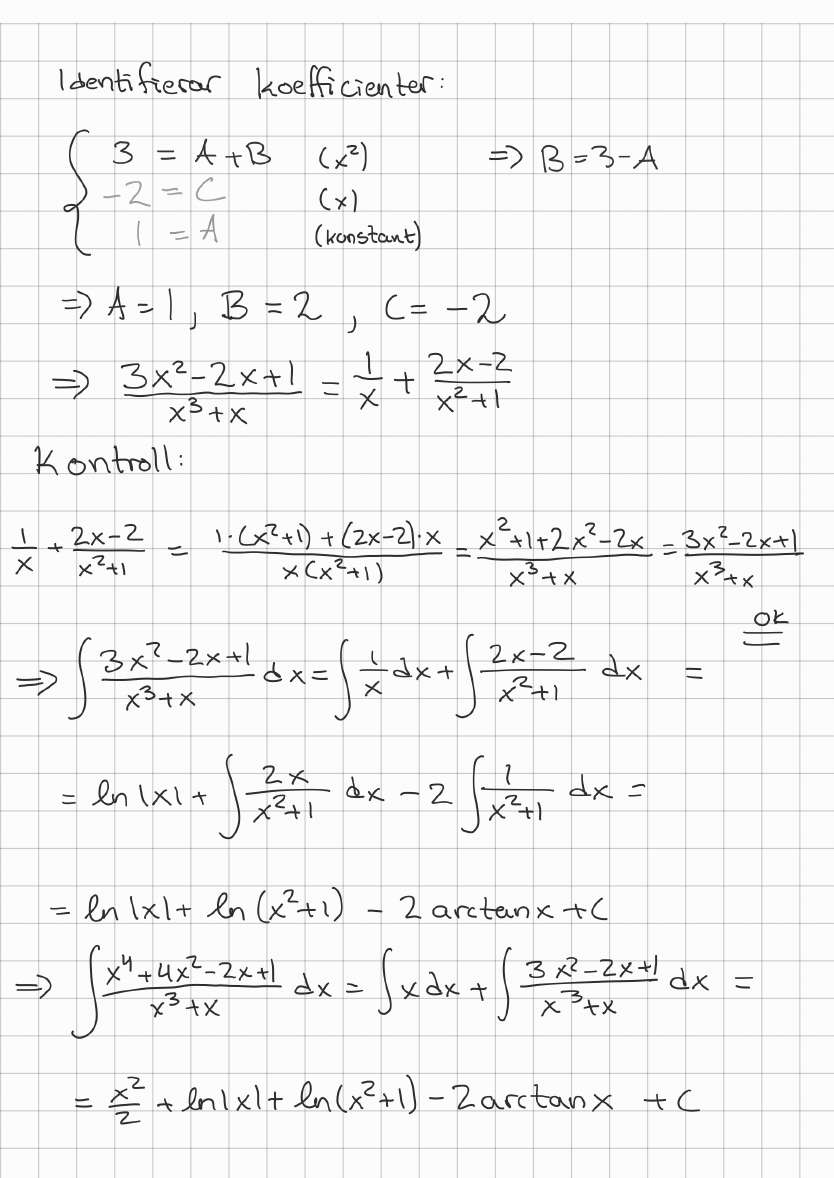 Identifierar koefficienter:
3 = A+B (x²) => B=3-A
-2 = C (x)
1 = A (konstant)
=> A=1, B=2, C=-2
=> (3x²-2x+1)/(x³+x) = 1/x + (2x-2)/(x²+1)
Kontroll:
1/x + (2x-2)/(x²+1) = (1·(x²+1)+(2x-2)·x)/(x(x²+1)) = (x²+1+2x²-2x)/(x³+x) = (3x²-2x+1)/(x³+x)
OK
=> ∫ (3x²-2x+1)/(x³+x) dx = ∫ 1/x dx + ∫ (2x-2)/(x²+1) dx =
= ln|x| + ∫ 2x/(x²+1) dx - 2 ∫ 1/(x²+1) dx =
= ln|x| + ln(x²+1) - 2 arctanx + C
=> ∫ (x⁴+4x²-2x+1)/(x³+x) dx = ∫ x dx + ∫ (3x²-2x+1)/(x³+x) dx =
= x²/2 + ln|x| + ln(x²+1) - 2 arctanx + C